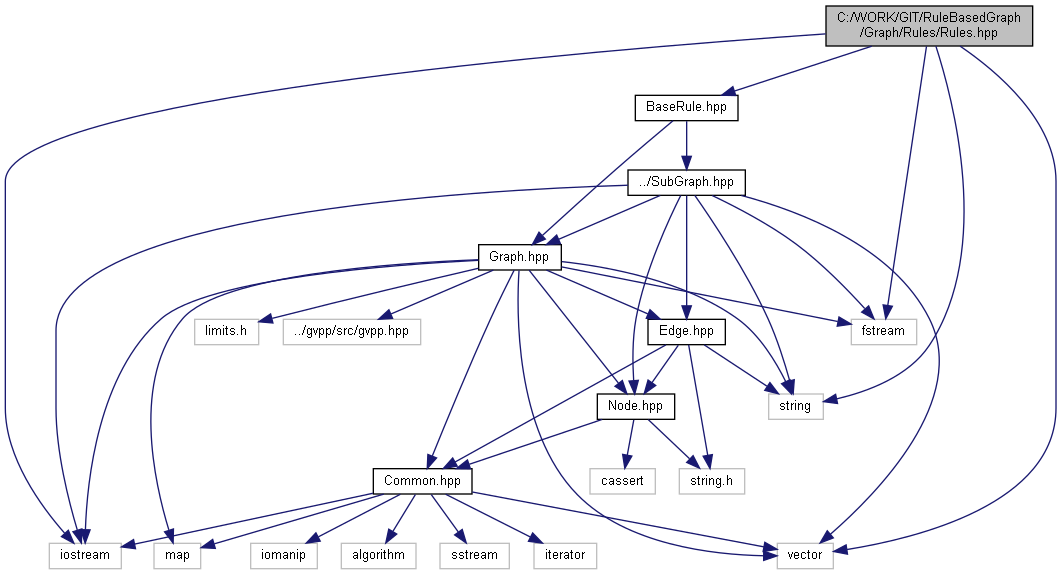 C:/WORK/GIT/RuleBasedGraph
/Graph/Rules/Rules.hpp
BaseRule.hpp
../SubGraph.hpp
Graph.hpp
limits.h
../gvpp/src/gvpp.hpp
Edge.hpp
fstream
Node.hpp
string
Common.hpp
cassert
string.h
iostream
map
iomanip
algorithm
sstream
iterator
vector